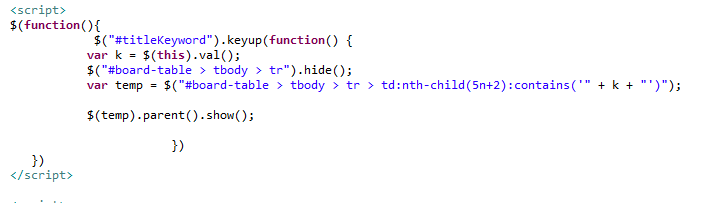 <script>
$(function(){
$("#titleKeyword").keyup(function() {
var k = $(this).val();
$("#board-table > tbody > tr").hide();
var temp = $("#board-table > tbody > tr > td:nth-child(5n+2):contains('" + k + "')");
$(temp).parent().show();
})
})
</script>